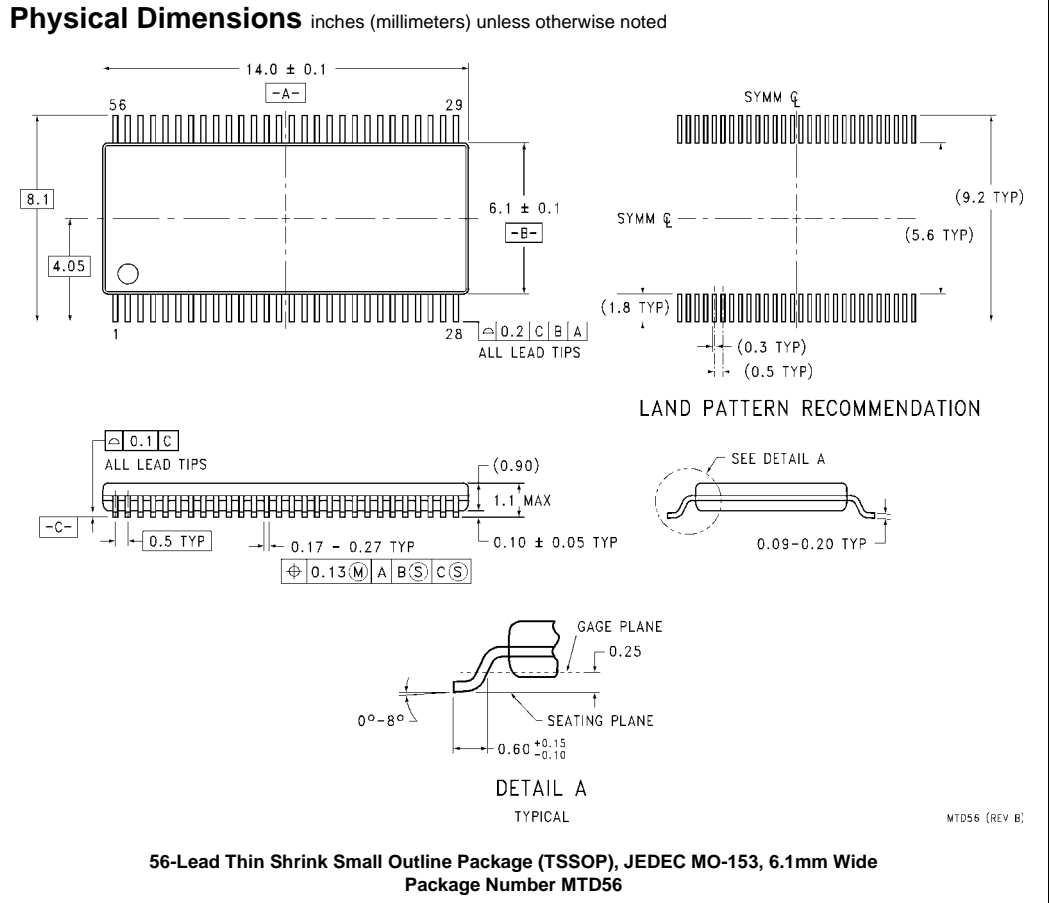 Physical Dimensions inches (millimeters) unless otherwise noted
14.0 ± 0.1
-A-
56
29
8.1
4.05
6.1 ± 0.1
-B-
1
28
⌓ 0.2 C B A
ALL LEAD TIPS
SYMM ℄
SYMM ℄
(9.2 TYP)
(5.6 TYP)
(1.8 TYP)
(0.3 TYP)
(0.5 TYP)
LAND PATTERN RECOMMENDATION
⌓ 0.1 C
ALL LEAD TIPS
(0.90)
1.1 MAX
-C-
0.5 TYP
0.17 - 0.27 TYP
0.10 ± 0.05 TYP
⌖ 0.13 Ⓜ A B Ⓢ C Ⓢ
SEE DETAIL A
0.09-0.20 TYP
GAGE PLANE
0.25
0°-8°
SEATING PLANE
0.60 +0.15 -0.10
DETAIL A
TYPICAL
MTD56 (REV B)
56-Lead Thin Shrink Small Outline Package (TSSOP), JEDEC MO-153, 6.1mm Wide
Package Number MTD56